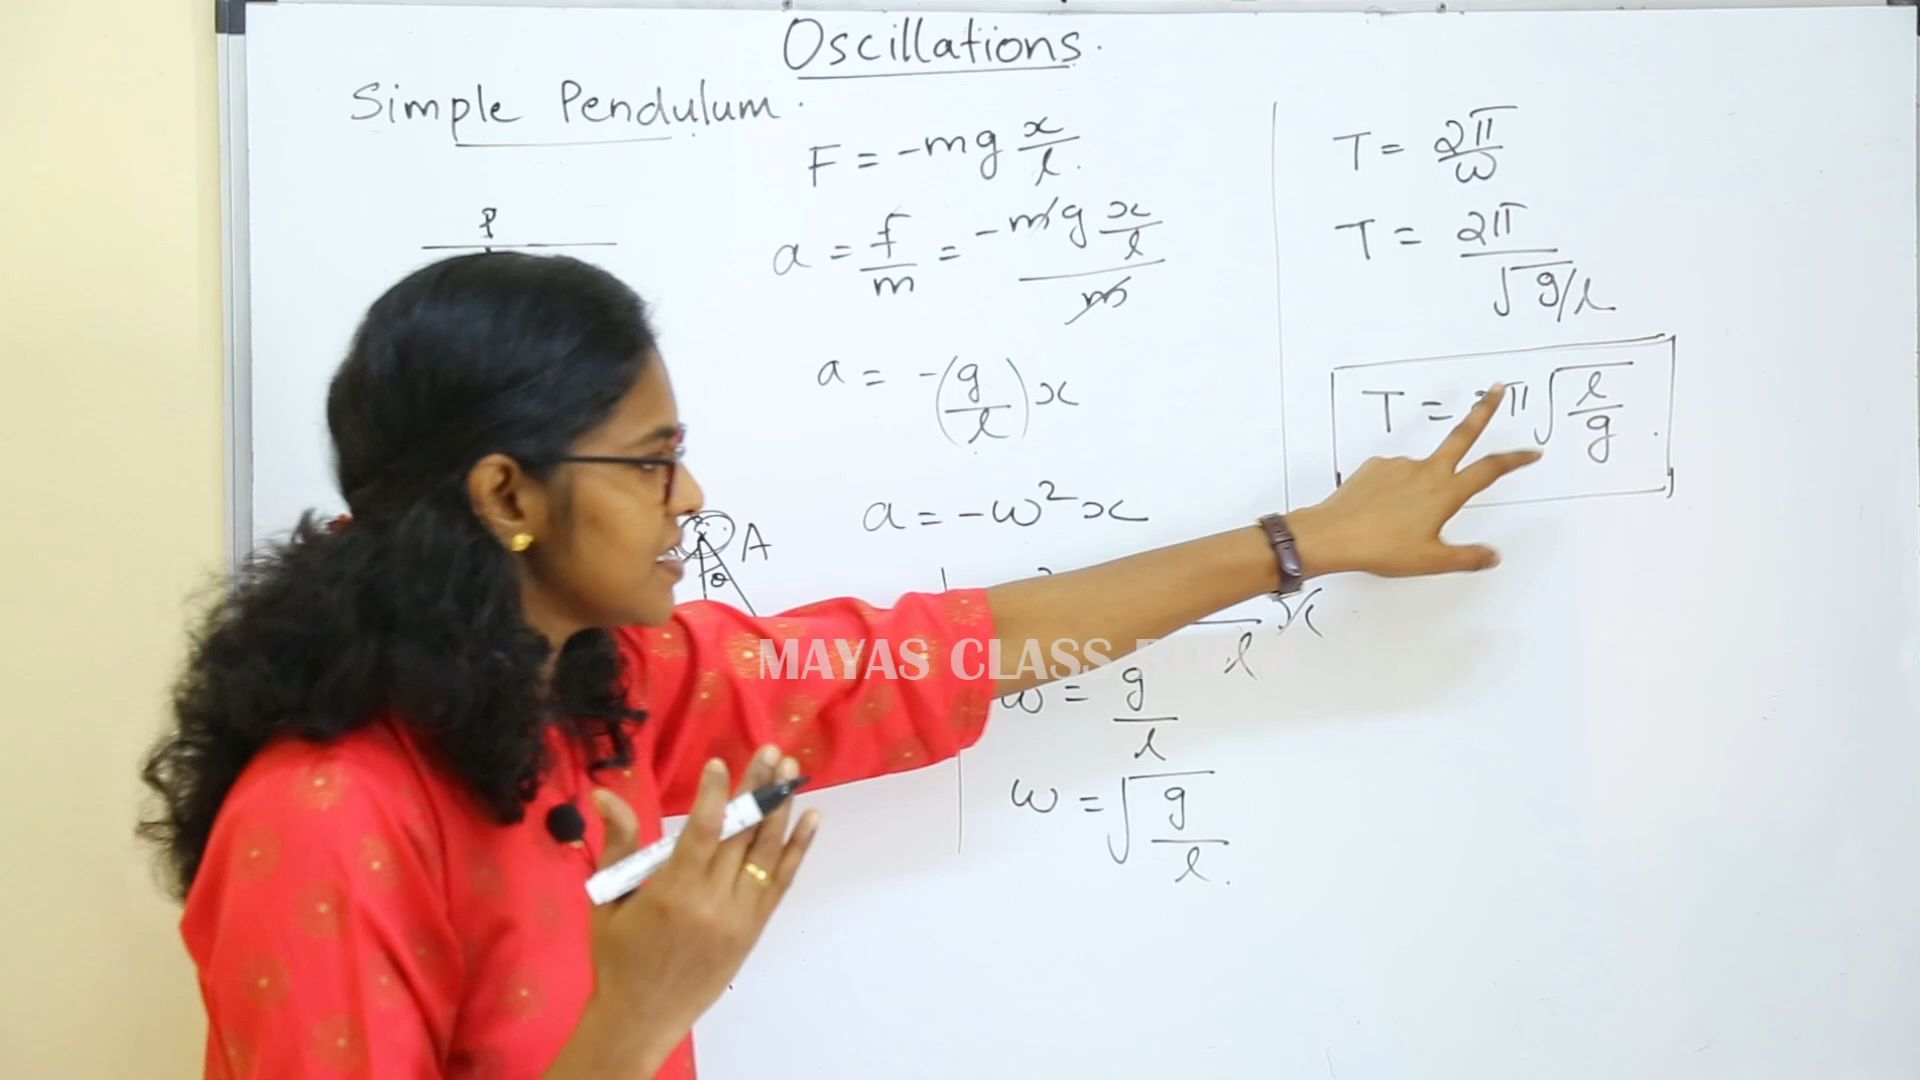 Oscillations.
Simple Pendulum.
F = -mg x/l.
a = f/m = -mg x/l / m
a = -(g/l)x
a = -ω²x
A
θ
l
ω = g/l
ω = √g/l.
T = 2π/ω
T = 2π/√g/l
T = 2π√l/g.
MAYAS CLASS